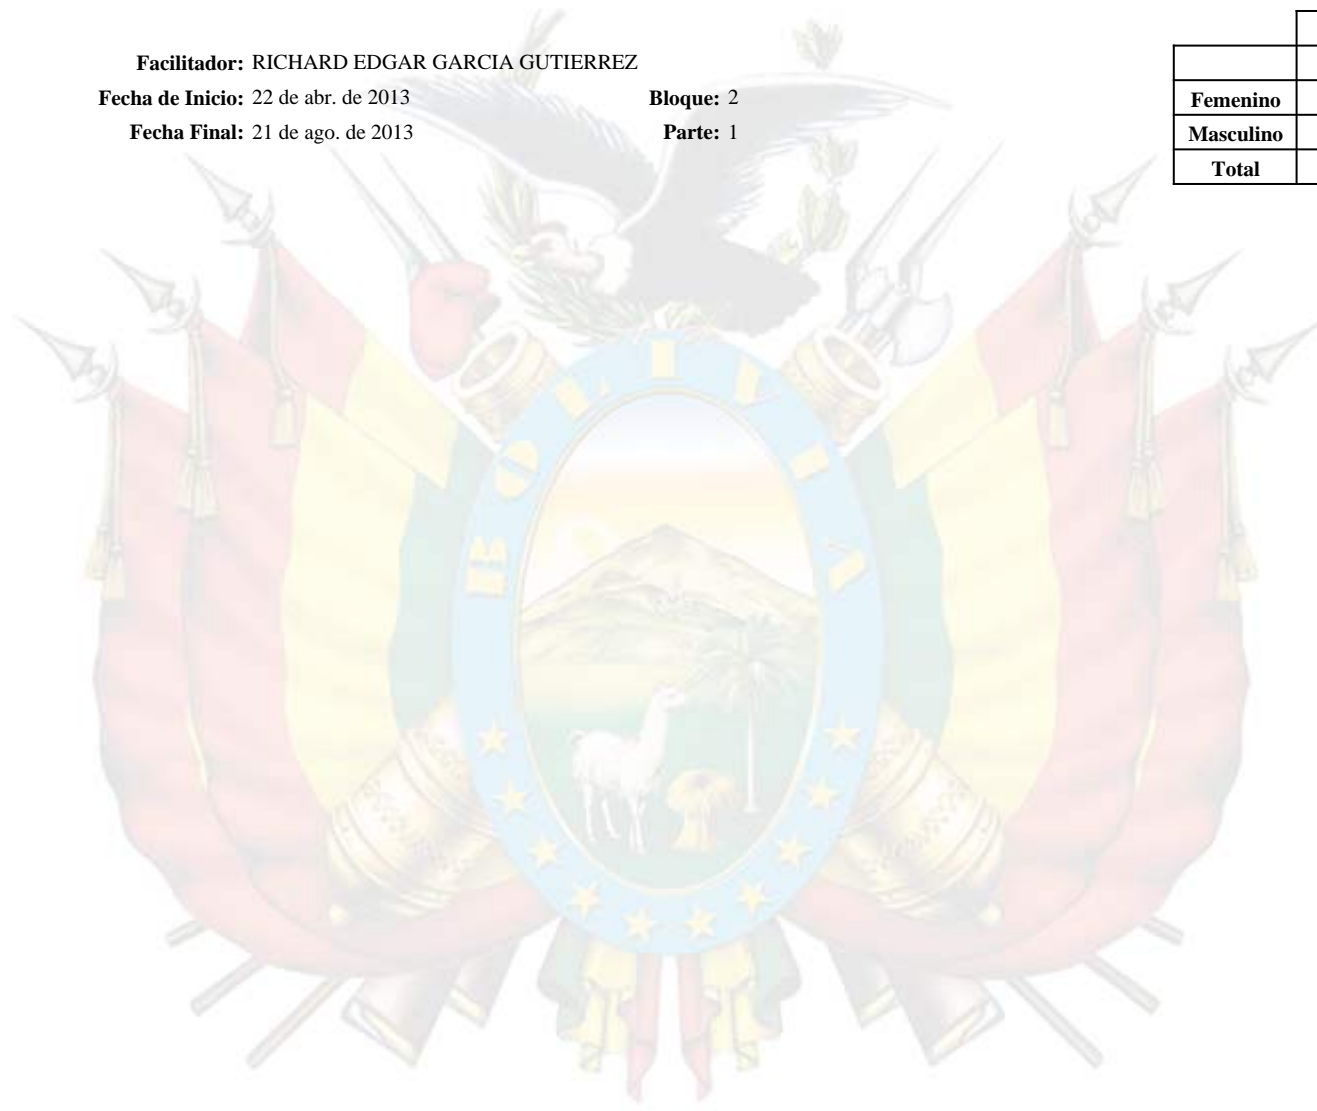 Facilitador: RICHARD EDGAR GARCIA GUTIERREZ
Fecha de Inicio: 22 de abr. de 2013 Bloque: 2
Fecha Final: 21 de ago. de 2013 Parte: 1
Femenino
Masculino
Total
BOLIVIA